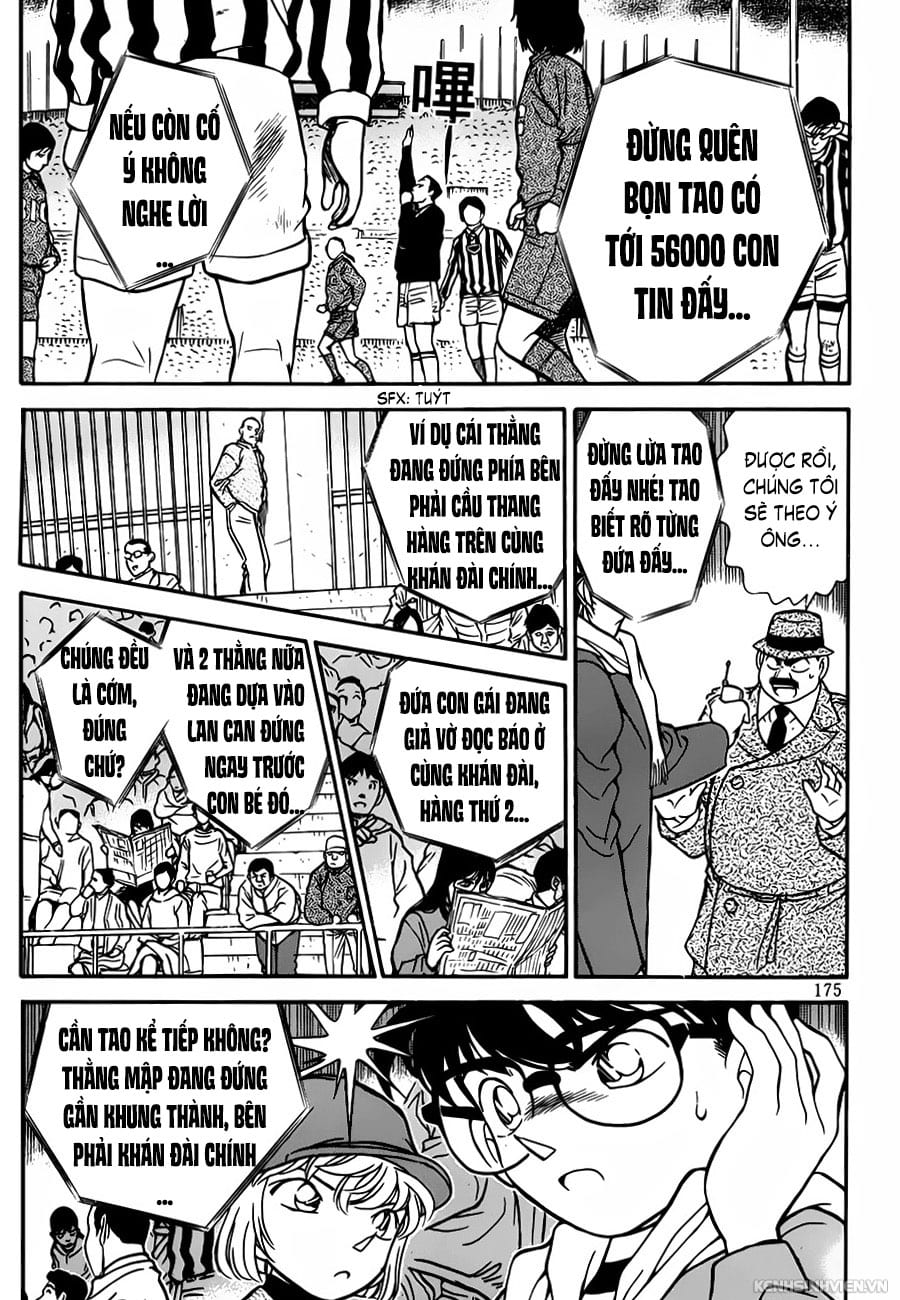 ĐỪNG QUÊN
BỌN TAO CÓ
TỚI 56000 CON
TIN ĐẤY...
嗶
NẾU CÒN CỐ
Ý KHÔNG
NGHE LỜI
...
SFX: TUÝT
ĐƯỢC RỒI,
CHÚNG TÔI
SẼ THEO Ý
ÔNG...
ĐỪNG LỪA TAO
ĐẤY NHÉ! TAO
BIẾT RÕ TỪNG
ĐỨA ĐẤY...
VÍ DỤ CÁI THẰNG
ĐANG ĐỨNG PHÍA BÊN
PHẢI CẦU THANG
HÀNG TRÊN CÙNG
KHÁN ĐÀI CHÍNH...
ĐỨA CON GÁI ĐANG
GIẢ VỜ ĐỌC BÁO Ở
CÙNG KHÁN ĐÀI,
HÀNG THỨ 2...
VÀ 2 THẰNG NỮA
ĐANG DỰA VÀO
LAN CAN ĐỨNG
NGAY TRƯỚC
CON BÉ ĐÓ...
CHÚNG ĐỀU
LÀ CỚM,
ĐÚNG
CHỨ?
175
CẦN TAO KỂ TIẾP KHÔNG?
THẰNG MẬP ĐANG ĐỨNG
GẦN KHUNG THÀNH, BÊN
PHẢI KHÁN ĐÀI CHÍNH
...
KENHSINHVIEN.VN